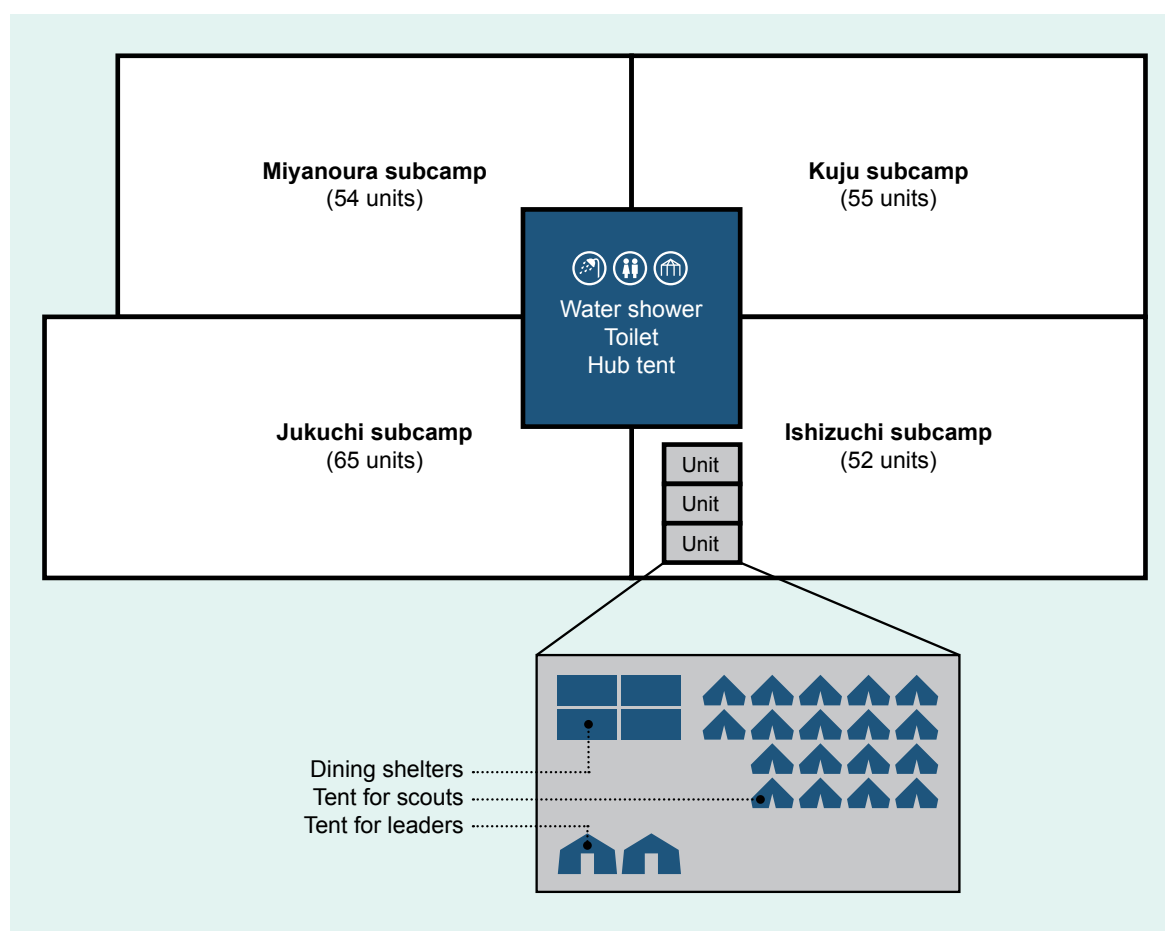 Miyanoura subcamp
(54 units)
Kuju subcamp
(55 units)
Water shower
Toilet
Hub tent
Jukuchi subcamp
(65 units)
Ishizuchi subcamp
(52 units)
Unit
Unit
Unit
Dining shelters
Tent for scouts
Tent for leaders